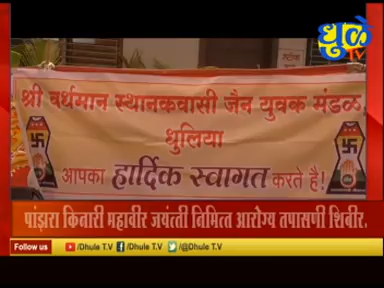 धुळे
TV
श्री वर्धमान स्थानकवासी जैन युवक मंडळ,
धुलिया
आपका हार्दिक स्वागत करते है!
पांझरा किनारी महावीर जयंत्ती निमित्त आरोग्य तपासणी शिबीर.
Follow us /Dhule T.V /Dhule T.V /Dhule T.V